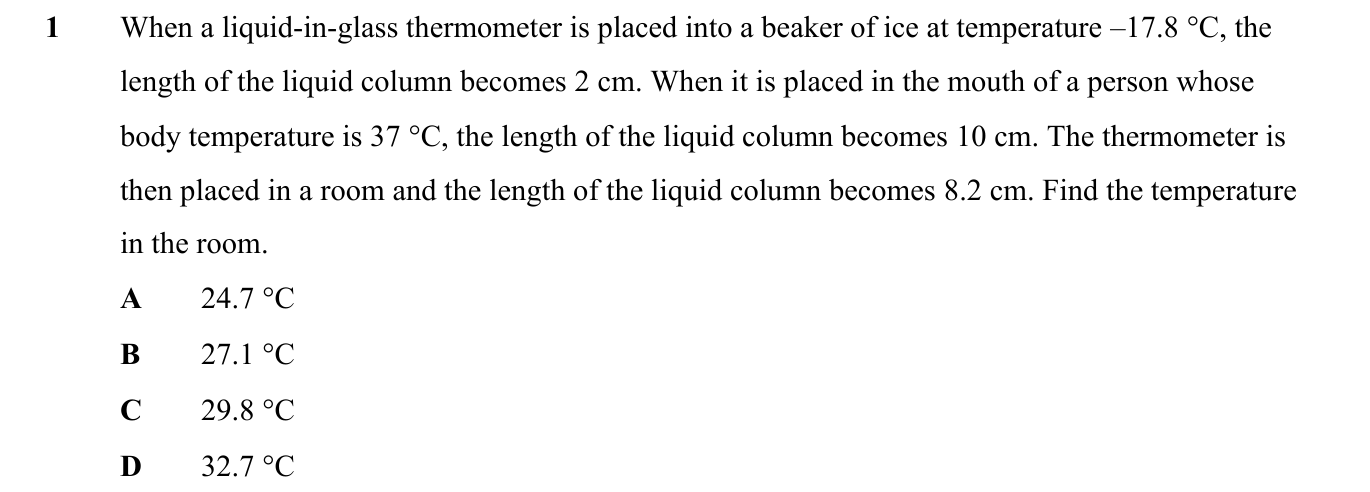 1 When a liquid-in-glass thermometer is placed into a beaker of ice at temperature –17.8 °C, the
length of the liquid column becomes 2 cm. When it is placed in the mouth of a person whose
body temperature is 37 °C, the length of the liquid column becomes 10 cm. The thermometer is
then placed in a room and the length of the liquid column becomes 8.2 cm. Find the temperature
in the room.
A 24.7 °C
B 27.1 °C
C 29.8 °C
D 32.7 °C